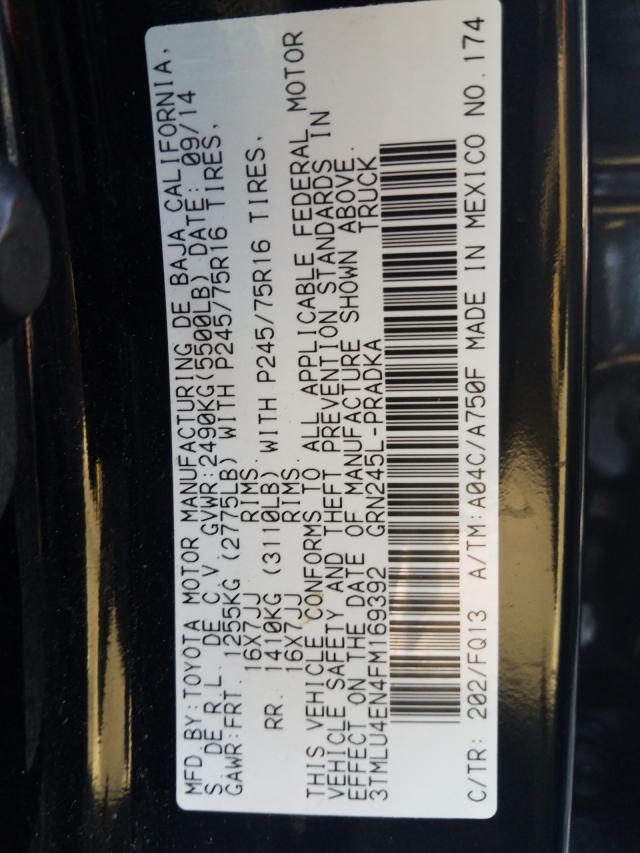 MFD BY:TOYOTA MOTOR MANUFACTURING DE BAJA CALIFORNIA,
S. DE R.L. DE C.V. GVWR:2490KG(5500LB) DATE: 09/14
GAWR:FRT. 1255KG (2775LB) WITH P245/75R16 TIRES,
16X7JJ RIMS.
RR. 1410KG (3110LB) WITH P245/75R16 TIRES,
16X7JJ RIMS.
THIS VEHICLE CONFORMS TO ALL APPLICABLE FEDERAL MOTOR
VEHICLE SAFETY AND THEFT PREVENTION STANDARDS IN
EFFECT ON THE DATE OF MANUFACTURE SHOWN ABOVE.
3TMLU4EN4FM169392 GRN245L-PRADKA TRUCK
C/TR: 202/FQ13 A/TM:A04C/A750F MADE IN MEXICO NO.174